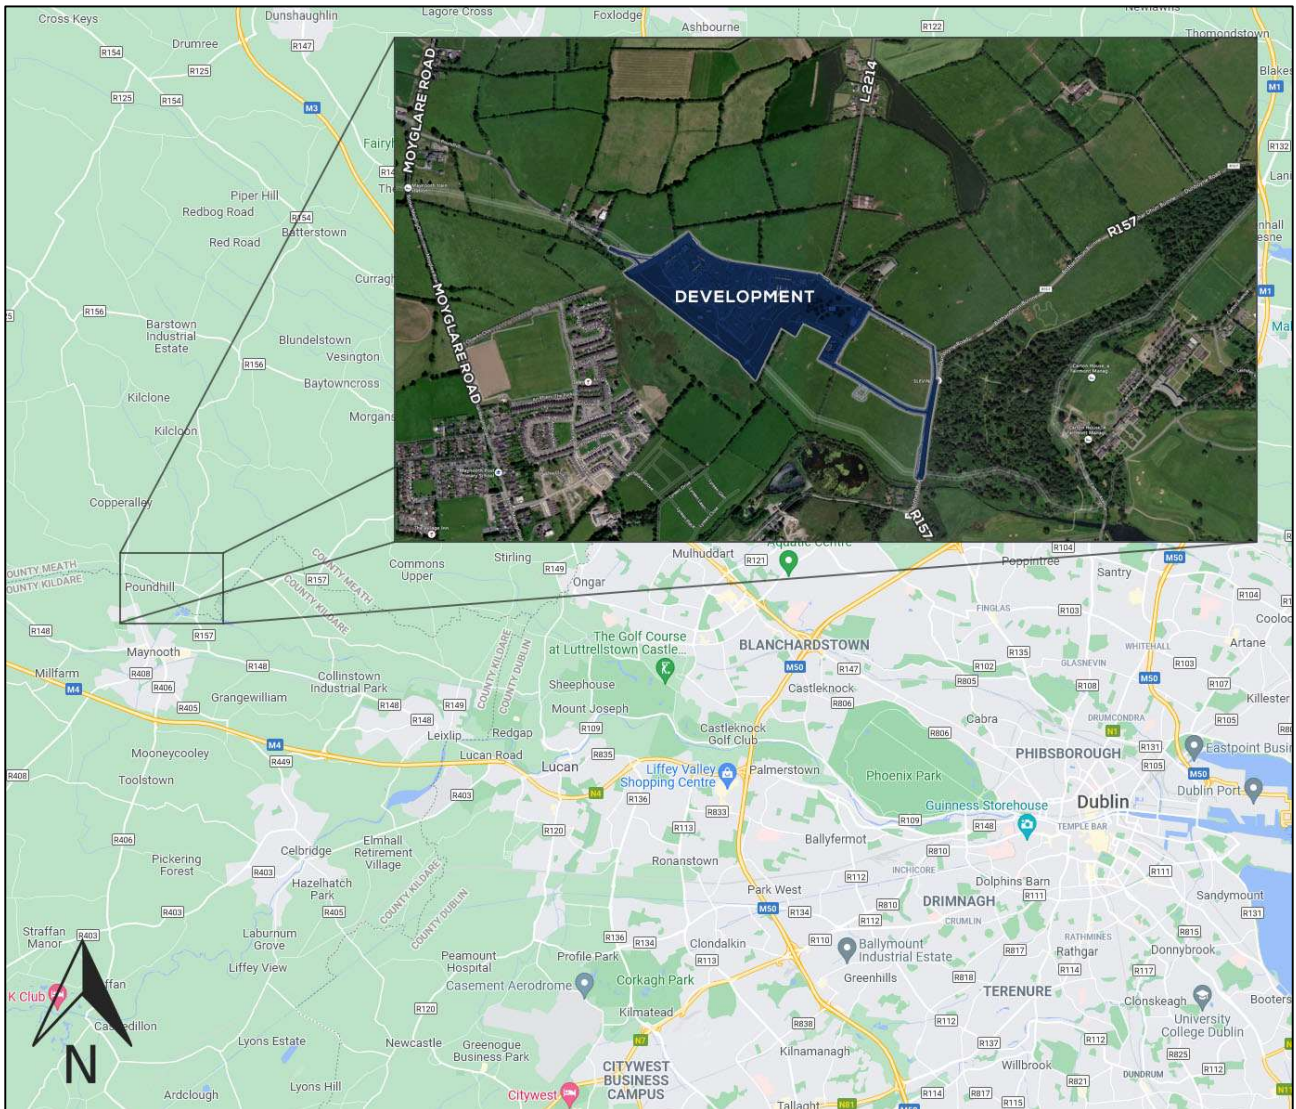 Cross Keys
Dunshaughlin
Lagore Cross
Foxlodge
Ashbourne
R122
Thomondstown
Drumree
R154
R147
R125
R125
R154
M3
M1
R132
Piper Hill
Redbog Road
R154
Batterstown
Red Road
R156
Barstown
Industrial
Estate
Blundelstown
Vesington
R156
Baytowncross
Kilclone
Kilcloon
Copperalley
MOYGLARE ROAD
L2214
R157
DEVELOPMENT
MOYGLARE ROAD
R157
M1
COUNTY MEATH
COUNTY KILDARE
Poundhill
COUNTY MEATH
COUNTY KILDARE
R157
Commons
Upper
Stirling
R149
Ongar
Mulhuddart
R121
Aquatic Centre
Poppintree
R104
Santry
M50
R104
R148
R157
Maynooth
R408
R406
R148
Millfarm
M4
R405
Grangewilliam
Collinstown
Industrial Park
R148
R149
R148
Leixlip
COUNTY KILDARE
COUNTY DUBLIN
The Golf Course
at Luttrellstown Castle...
Sheephouse
Mount Joseph
Redgap
R109
BLANCHARDSTOWN
M50
R147
Castleknock
R806
Castleknock
Golf Club
FINGLAS
R103
R135
R102
R805
WHITEHALL
GLASNEVIN
R108
R103
M50
R107
Artane
Killester
R105
Cabra
DRUMCONDRA
N1
R806
PHIBSBOROUGH
R131
R105
Eastpoint Busin
M50
Dublin Port
Mooneycooley
M4
R449
Lucan Road
Lucan
R835
N4
Liffey Valley
Shopping Centre
Palmerstown
Phoenix Park
R408
Toolstown
R403
R136
R833
R113
R109
Guinness Storehouse
R148
Dublin
TEMPLE BAR
R406
R120
Ballyfermot
R810
Pickering
Forest
Celbridge
R403
Elmhall
Retirement
Village
Ronanstown
INCHICORE
R112
Dolphins Barn
R111
R111
Hazelhatch
Park
R405
COUNTY KILDARE
COUNTY DUBLIN
Park West
M50
R134
R810
R112
DRIMNAGH
CRUMLIN
Sandymount
R131
R403
Straffan
Manor
R403
Laburnum
Grove
Liffey View
Peamount
Hospital
Profile Park
R136
R134
Clondalkin
R113
R110
Ballymount
Industrial Estate
Greenhills
R817
RATHMINES
Rathgar
R114
R815
Donnybrook
R117
R818
K Club
Casement Aerodrome
Corkagh Park
Kilmatead
TERENURE
Clonskeagh
University
College Dublin
R120
R838
R112
R112
N
Lyons Estate
Newcastle
Greenogue
Business Park
N7
Kilnamanagh
R137
R112
R825
Willbrook
R821
DUNDRUM
Ardclough
Lyons Hill
Citywest
CITYWEST
BUSINESS
CAMPUS
Tallaght
N81
R114
R817
R115